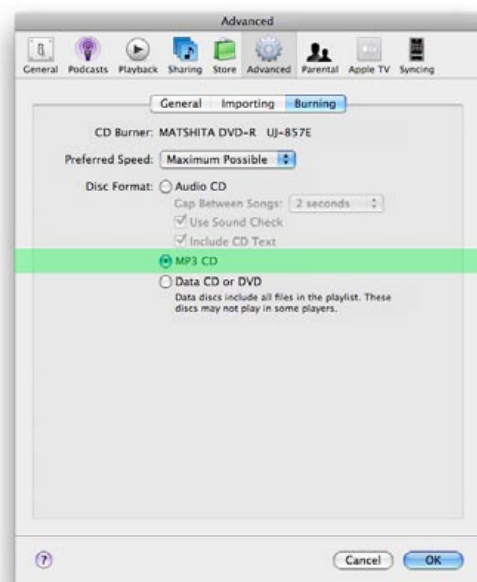 Advanced
General Podcasts Playback Sharing Store Advanced Parental Apple TV Syncing
General Importing Burning
CD Burner: MATSHITA DVD-R UJ-857E
Preferred Speed: Maximum Possible
Disc Format: Audio CD
Gap Between Songs: 2 seconds
Use Sound Check
Include CD Text
MP3 CD
Data CD or DVD
Data discs include all files in the playlist. These
discs may not play in some players.
? Cancel OK